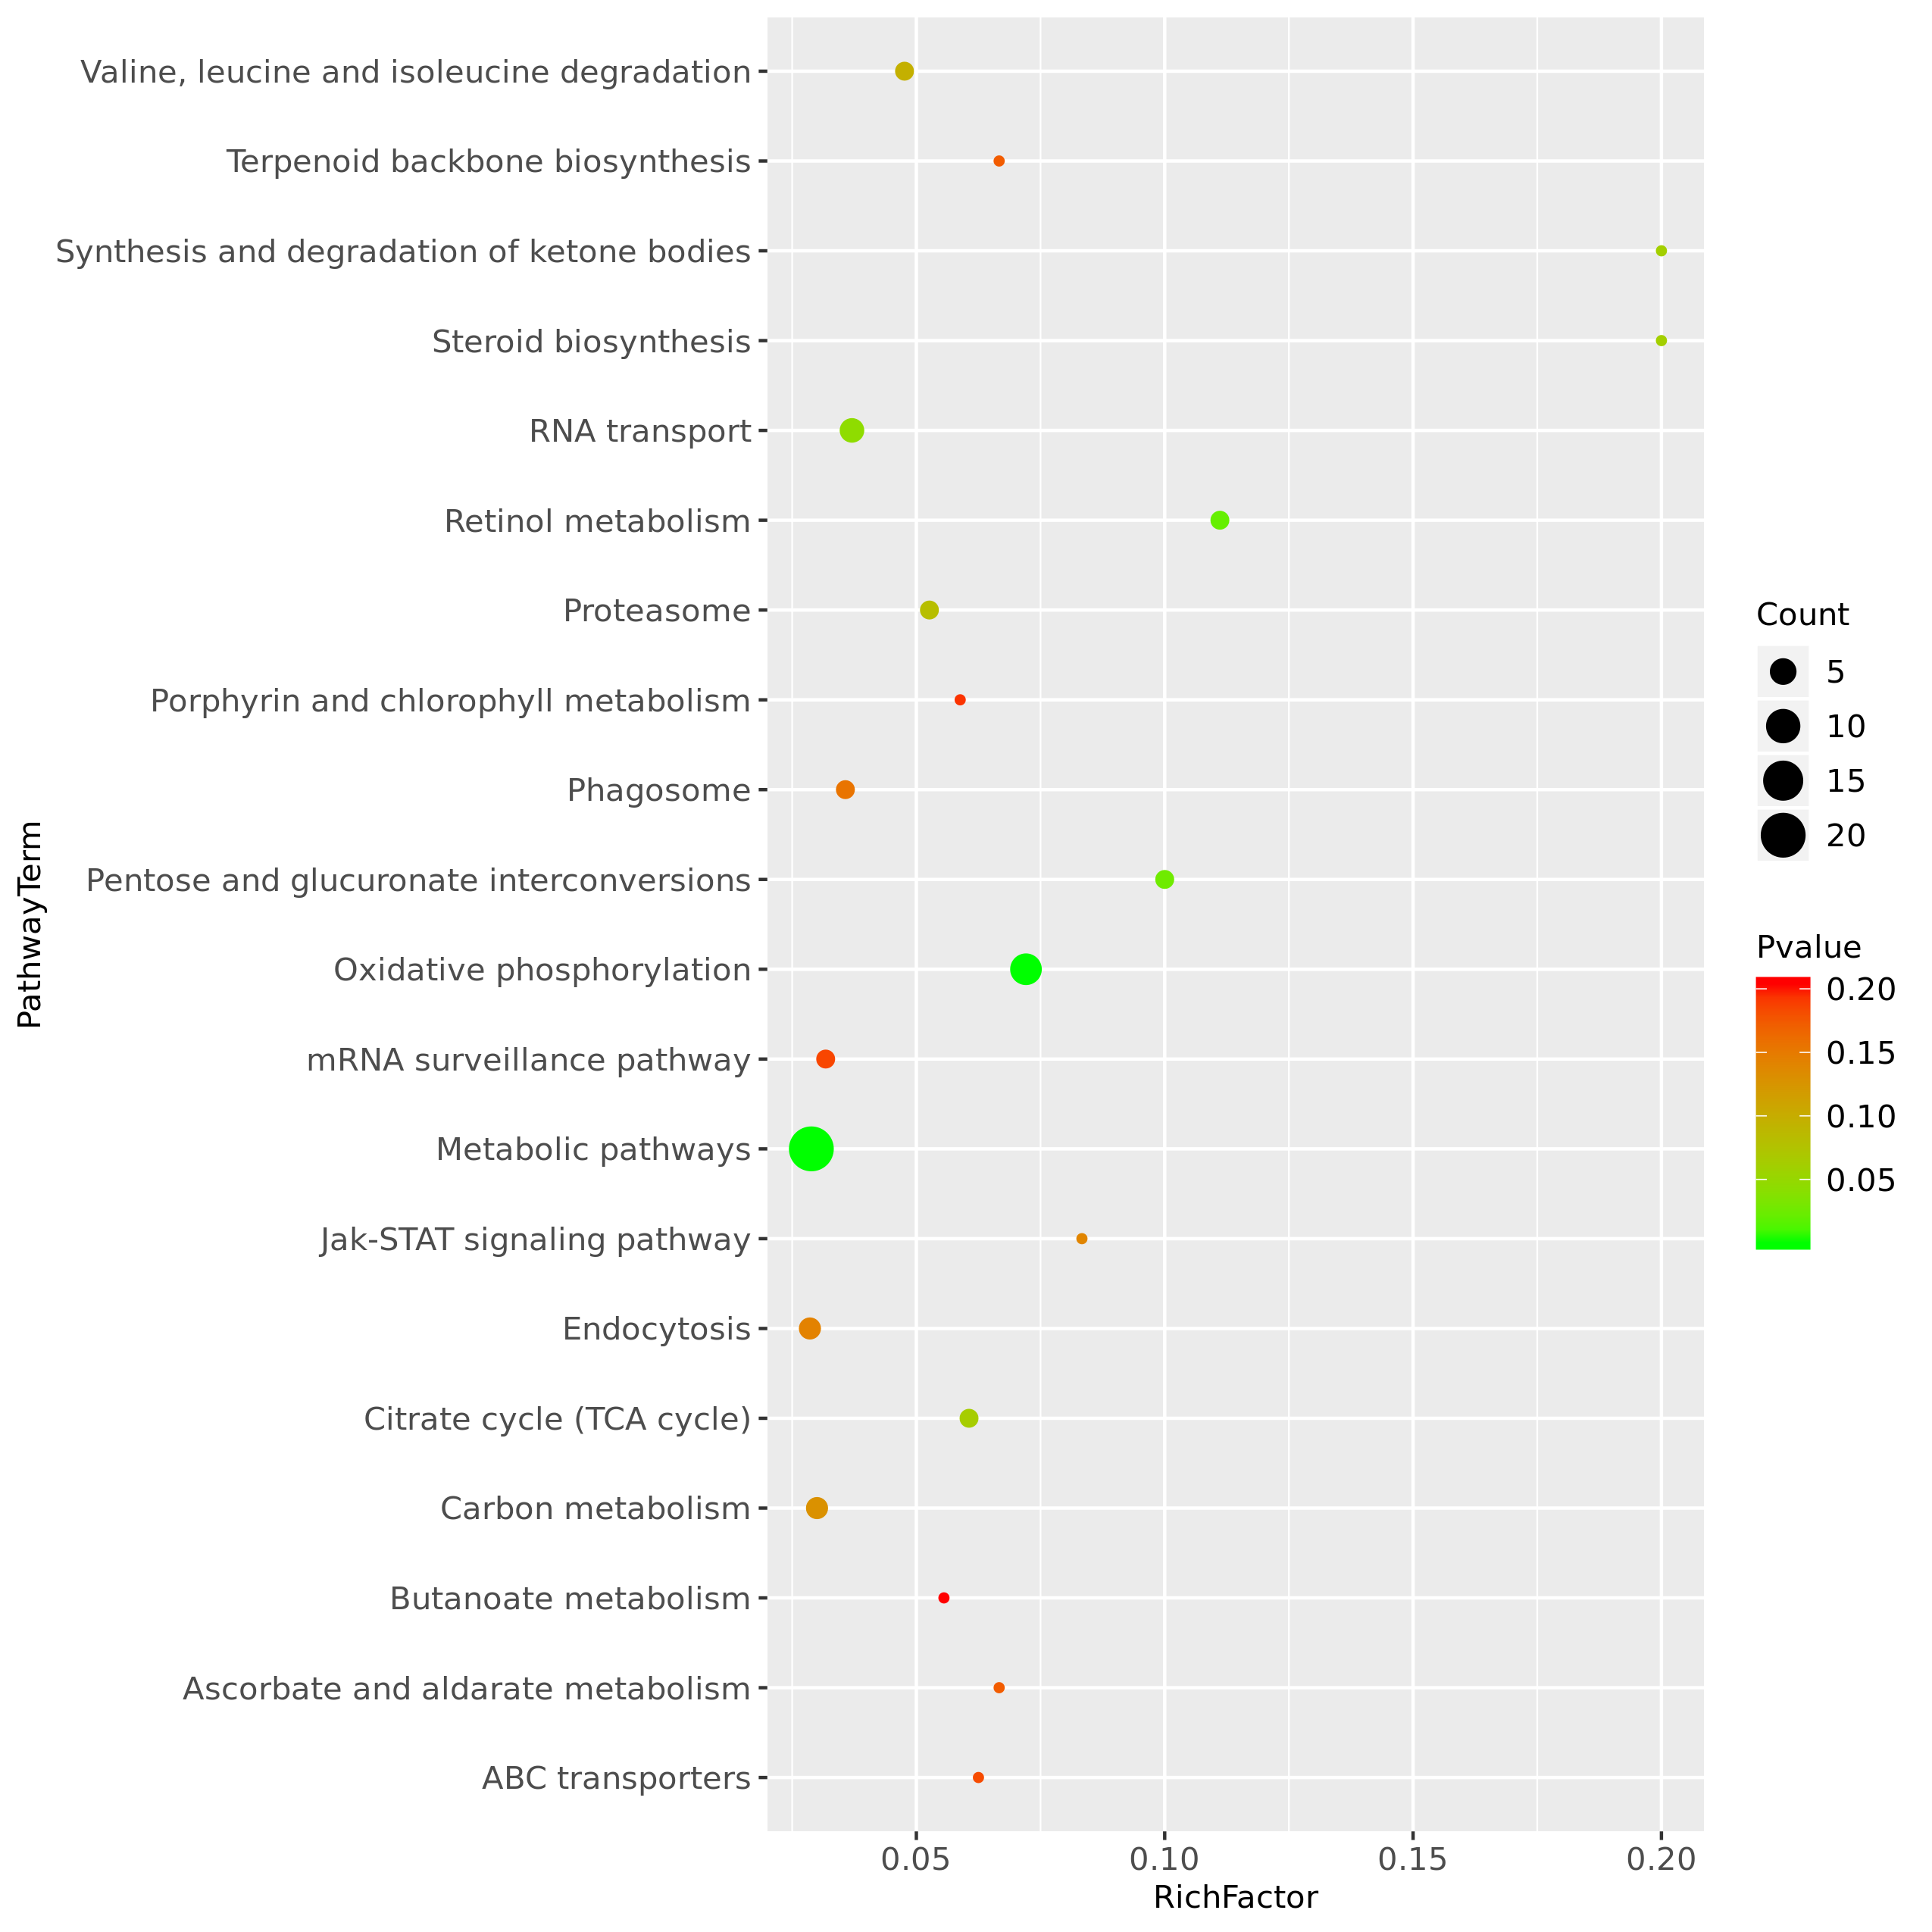 Valine, leucine and isoleucine degradation
Terpenoid backbone biosynthesis
Synthesis and degradation of ketone bodies
Steroid biosynthesis
RNA transport
Retinol metabolism
Proteasome
Porphyrin and chlorophyll metabolism
Phagosome
Pentose and glucuronate interconversions
Oxidative phosphorylation
mRNA surveillance pathway
Metabolic pathways
Jak-STAT signaling pathway
Endocytosis
Citrate cycle (TCA cycle)
Carbon metabolism
Butanoate metabolism
Ascorbate and aldarate metabolism
ABC transporters
PathwayTerm
0.05 0.10 0.15 0.20
RichFactor
Count
5
10
15
20
Pvalue
0.20
0.15
0.10
0.05